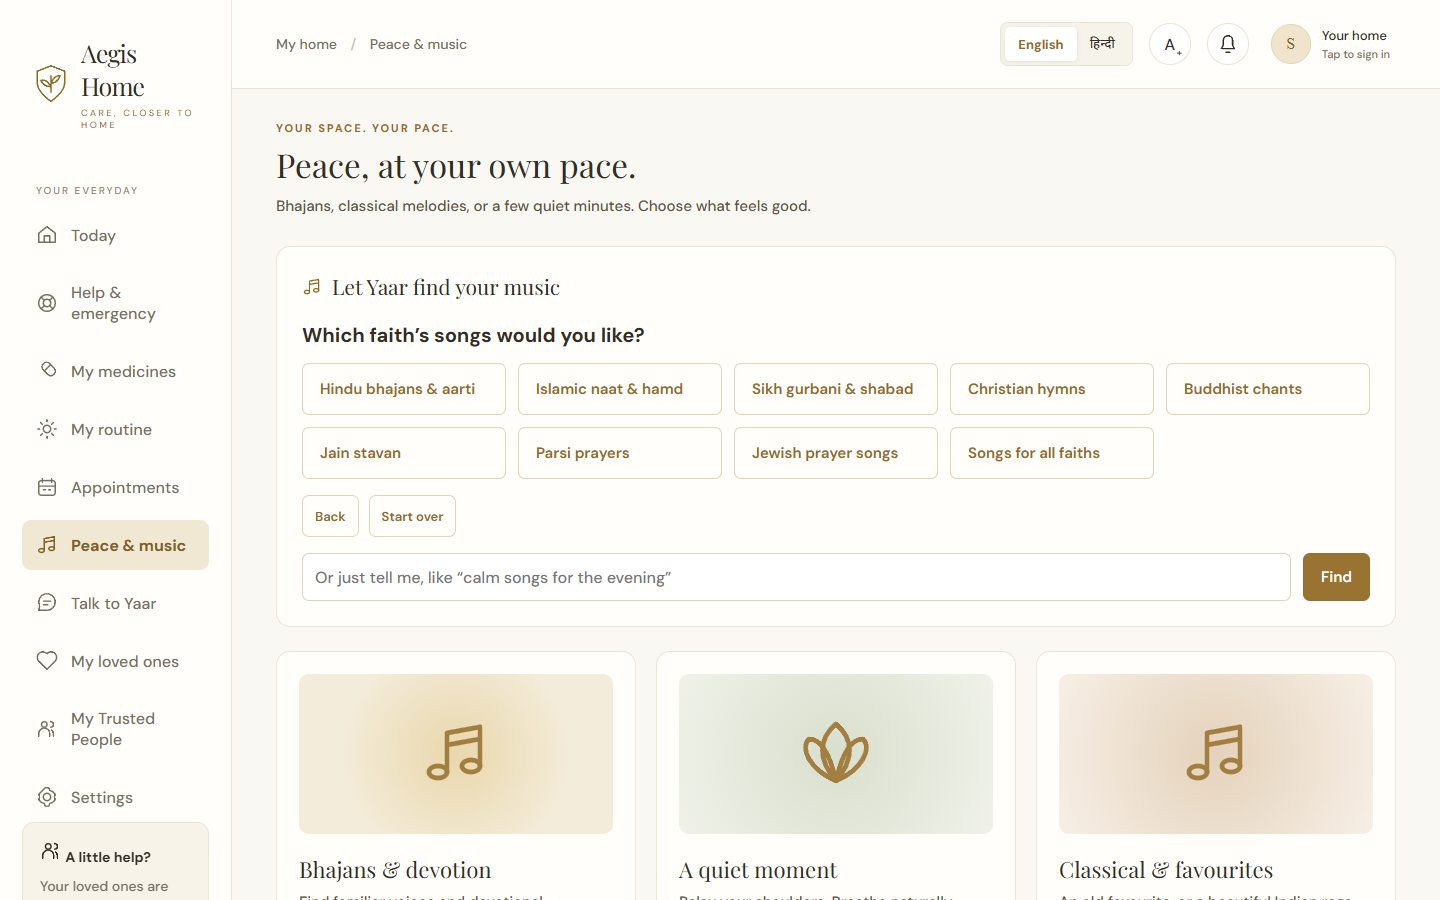 Aegis
Home
CARE, CLOSER TO
HOME
YOUR EVERYDAY
Today
Help &
emergency
My medicines
My routine
Appointments
Peace & music
Talk to Yaar
My loved ones
My Trusted
People
Settings
A little help?
Your loved ones are
My home / Peace & music
English
हिन्दी
A+
S
Your home
Tap to sign in
YOUR SPACE. YOUR PACE.
Peace, at your own pace.
Bhajans, classical melodies, or a few quiet minutes. Choose what feels good.
Let Yaar find your music
Which faith’s songs would you like?
Hindu bhajans & aarti
Islamic naat & hamd
Sikh gurbani & shabad
Christian hymns
Buddhist chants
Jain stavan
Parsi prayers
Jewish prayer songs
Songs for all faiths
Back
Start over
Or just tell me, like “calm songs for the evening”
Find
Bhajans & devotion
A quiet moment
Classical & favourites